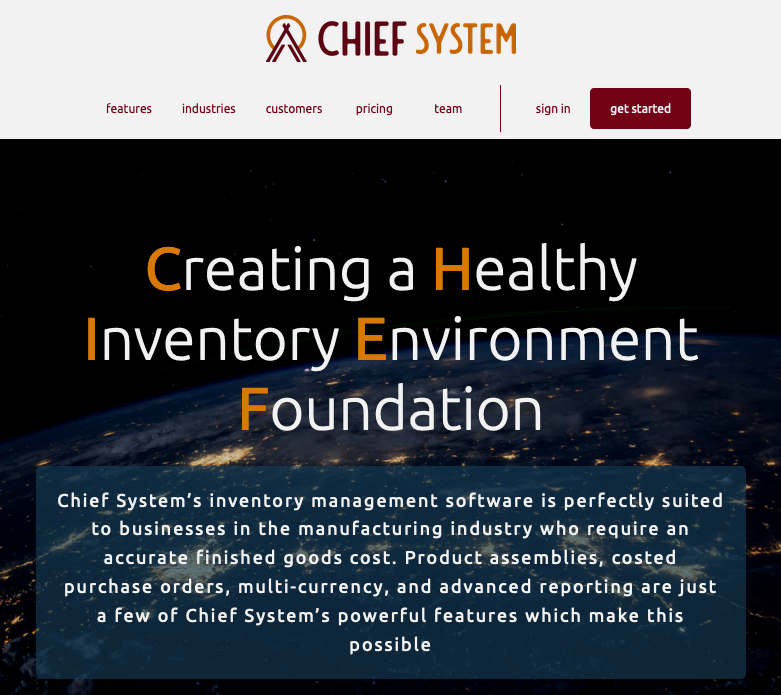 CHIEF SYSTEM
features industries customers pricing team sign in get started
Creating a Healthy
Inventory Environment
Foundation
Chief System’s inventory management software is perfectly suited
to businesses in the manufacturing industry who require an
accurate finished goods cost. Product assemblies, costed
purchase orders, multi-currency, and advanced reporting are just
a few of Chief System’s powerful features which make this
possible